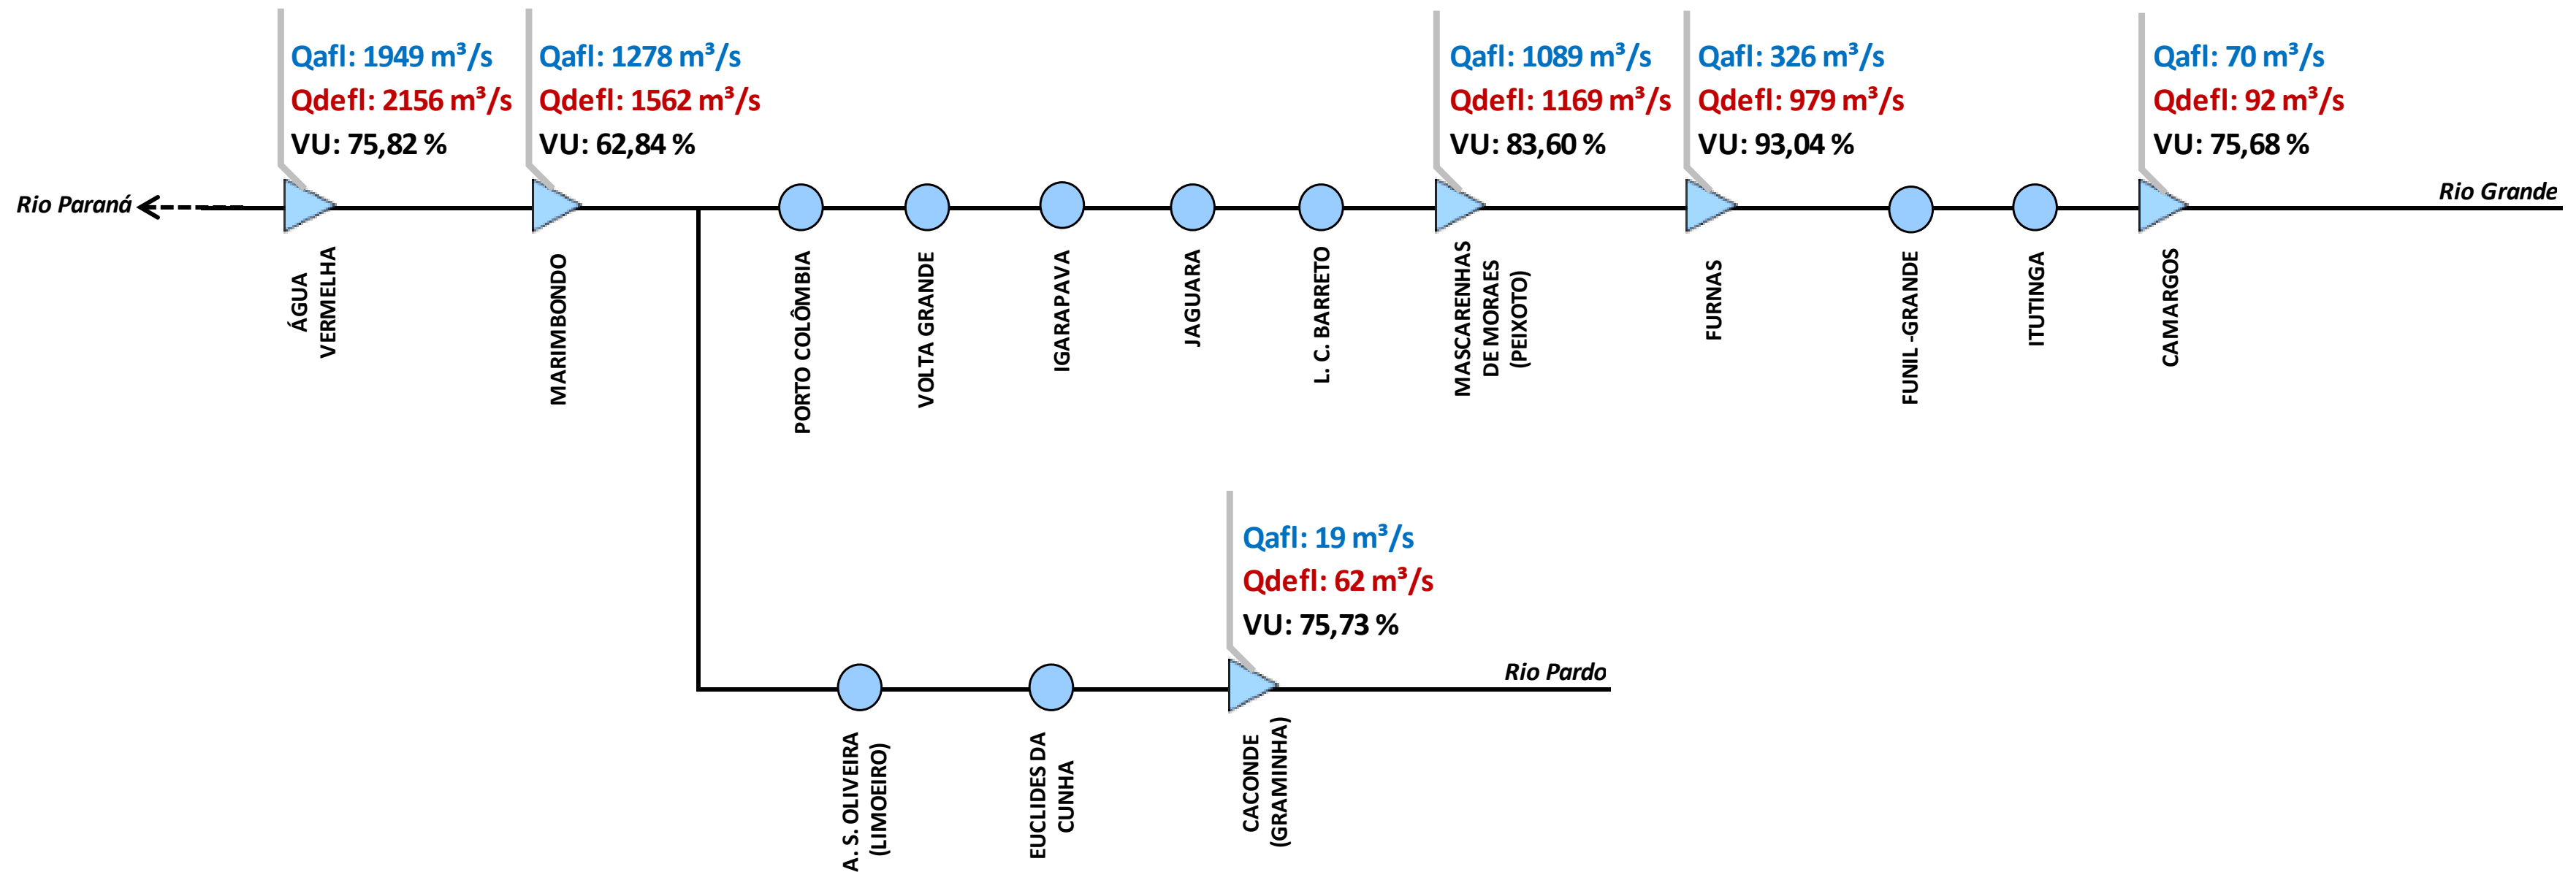 Qafl: 1949 m³/s
Qdefl: 2156 m³/s
VU: 75,82 %
Qafl: 1278 m³/s
Qdefl: 1562 m³/s
VU: 62,84 %
Qafl: 1089 m³/s
Qdefl: 1169 m³/s
VU: 83,60 %
Qafl: 326 m³/s
Qdefl: 979 m³/s
VU: 93,04 %
Qafl: 70 m³/s
Qdefl: 92 m³/s
VU: 75,68 %
Rio Paraná
Rio Grande
ÁGUA
VERMELHA
MARIMBONDO
PORTO COLÔMBIA
VOLTA GRANDE
IGARAPAVA
JAGUARA
L. C. BARRETO
MASCARENHAS
DE MORAES
(PEIXOTO)
FURNAS
FUNIL -GRANDE
ITUTINGA
CAMARGOS
Qafl: 19 m³/s
Qdefl: 62 m³/s
VU: 75,73 %
Rio Pardo
A. S. OLIVEIRA
(LIMOEIRO)
EUCLIDES DA
CUNHA
CACONDE
(GRAMINHA)